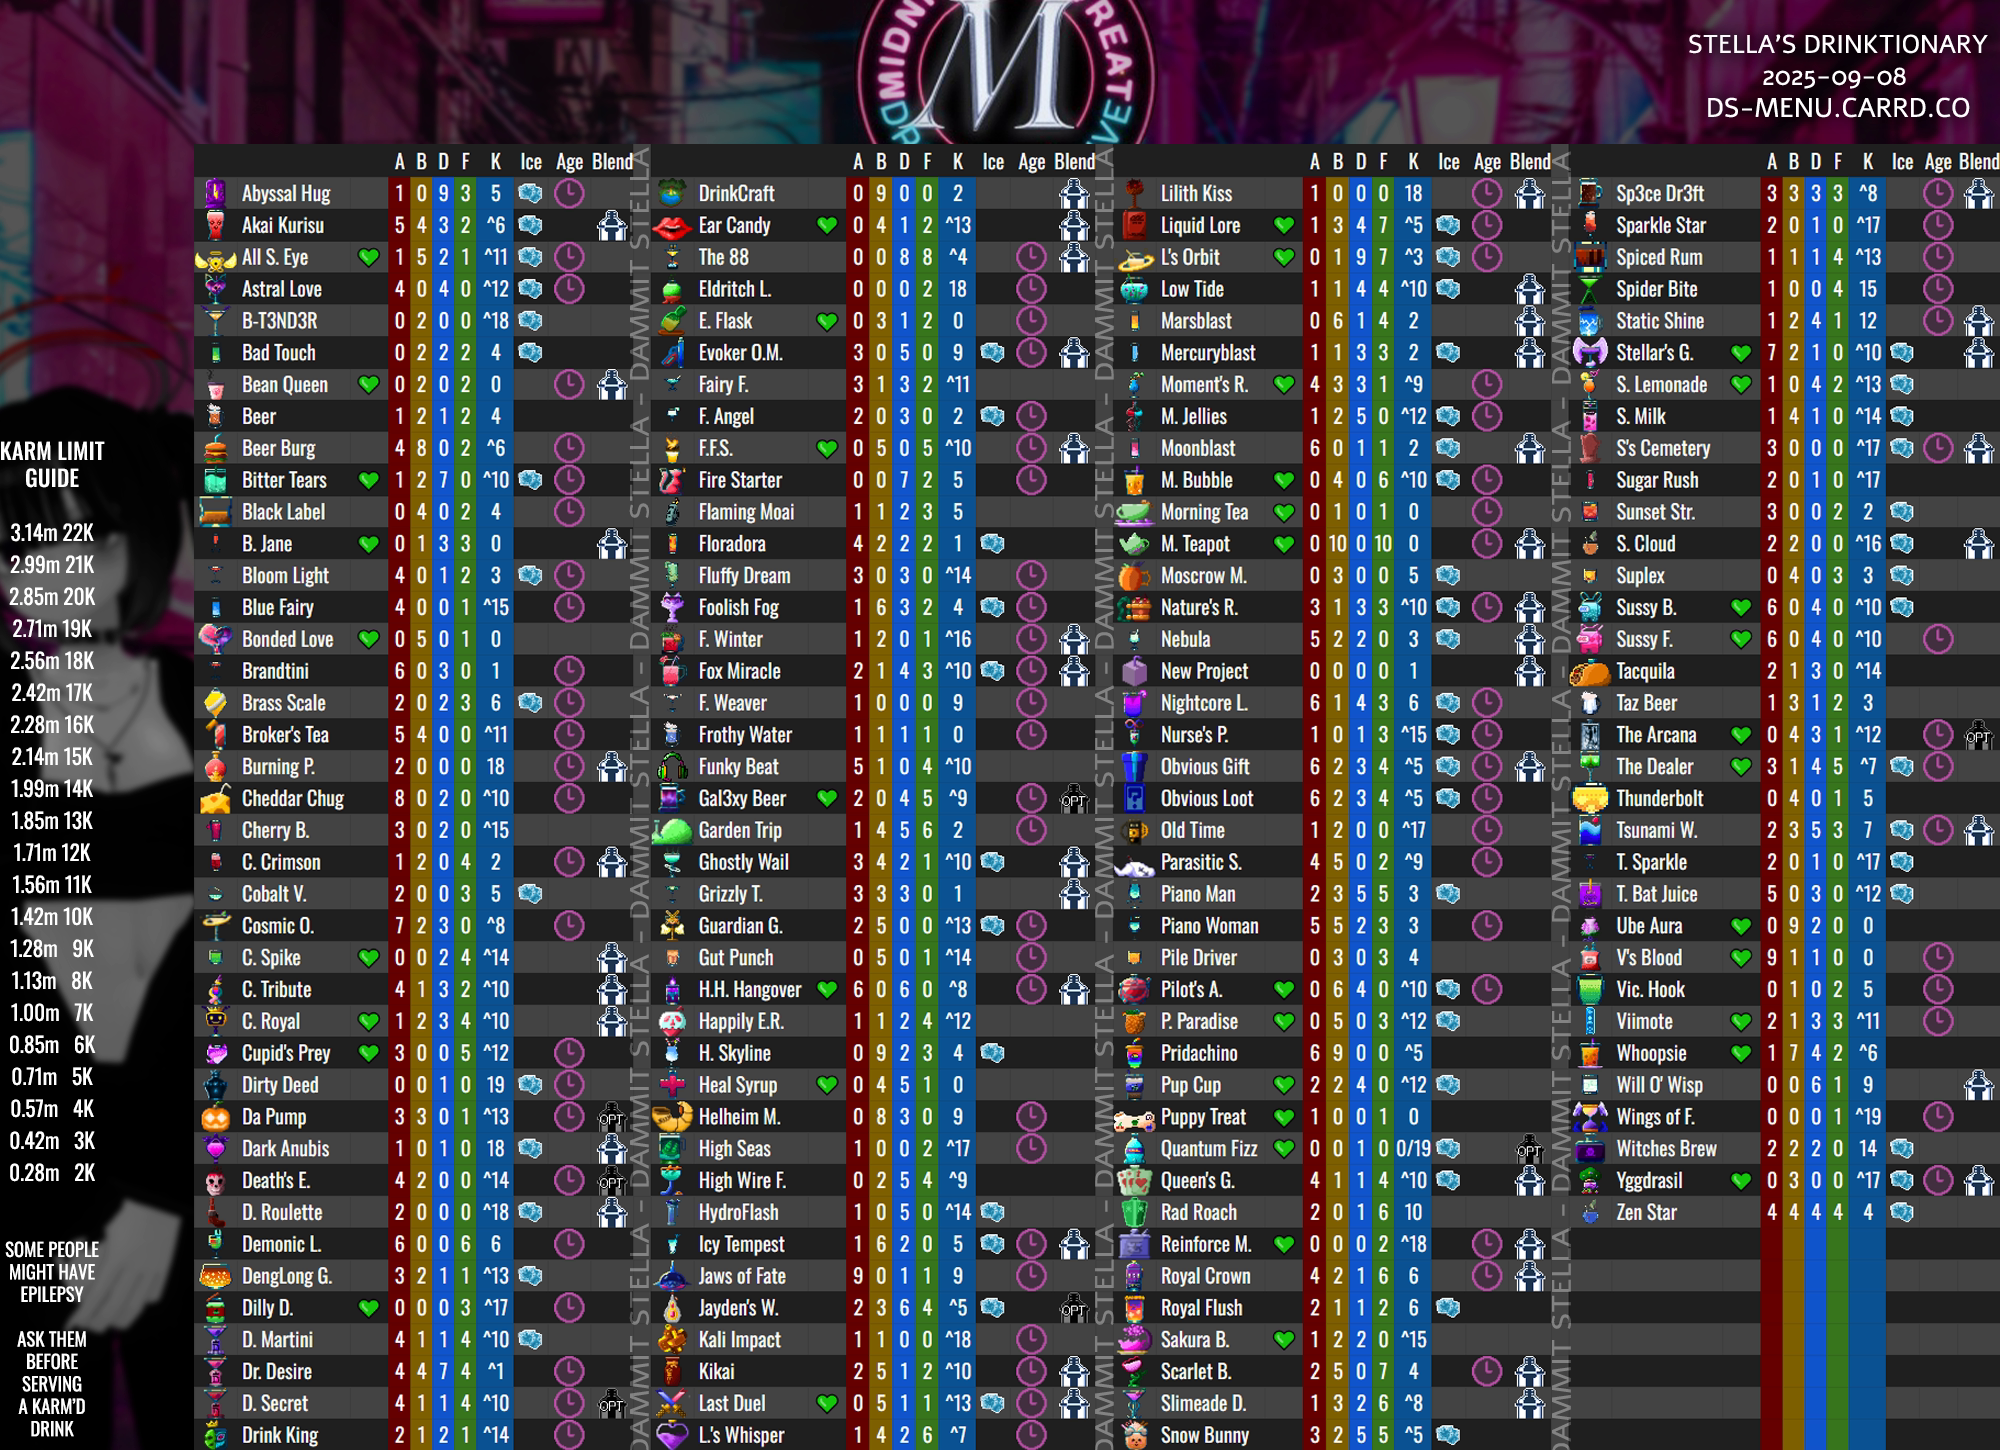 STELLA'S DRINKTIONARY
2025-09-08
DS-MENU.CARRD.CO
M
KARM LIMIT
GUIDE
3.14m 22K
2.99m 21K
2.85m 20K
2.71m 19K
2.56m 18K
2.42m 17K
2.28m 16K
2.14m 15K
1.99m 14K
1.85m 13K
1.71m 12K
1.56m 11K
1.42m 10K
1.28m 9K
1.13m 8K
1.00m 7K
0.85m 6K
0.71m 5K
0.57m 4K
0.42m 3K
0.28m 2K
SOME PEOPLE
MIGHT HAVE
EPILEPSY
ASK THEM
BEFORE
SERVING
A KARM'D
DRINK
A B D F K Ice Age Blend
Abyssal Hug 1 0 9 3 5
Akai Kurisu 5 4 3 2 ^6
All S. Eye 1 5 2 1 ^11
Astral Love 4 0 4 0 ^12
B-T3ND3R 0 2 0 0 ^18
Bad Touch 0 2 2 2 4
Bean Queen 0 2 0 2 0
Beer 1 2 1 2 4
Beer Burg 4 8 0 2 ^6
Bitter Tears 1 2 7 0 ^10
Black Label 0 4 0 2 4
B. Jane 0 1 3 3 0
Bloom Light 4 0 1 2 3
Blue Fairy 4 0 0 1 ^15
Bonded Love 0 5 0 1 0
Brandtini 6 0 3 0 1
Brass Scale 2 0 2 3 6
Broker's Tea 5 4 0 0 ^11
Burning P. 2 0 0 0 18
Cheddar Chug 8 0 2 0 ^10
Cherry B. 3 0 2 0 ^15
C. Crimson 1 2 0 4 2
Cobalt V. 2 0 0 3 5
Cosmic O. 7 2 3 0 ^8
C. Spike 0 0 2 4 ^14
C. Tribute 4 1 3 2 ^10
C. Royal 1 2 3 4 ^10
Cupid's Prey 3 0 0 5 ^12
Dirty Deed 0 0 1 0 19
Da Pump 3 3 0 1 ^13 OPT
Dark Anubis 1 0 1 0 18
Death's E. 4 2 0 0 ^14 OPT
D. Roulette 2 0 0 0 ^18
Demonic L. 6 0 0 6 6
DengLong G. 3 2 1 1 ^13
Dilly D. 0 0 0 3 ^17
D. Martini 4 1 1 4 ^10
Dr. Desire 4 4 7 4 ^1
D. Secret 4 1 1 4 ^10 OPT
Drink King 2 1 2 1 ^14
DAMMIT STELLA - DAMMIT STELLA - DAMMIT STELLA - DAMMIT STELLA
A B D F K Ice Age Blend
DrinkCraft 0 9 0 0 2
Ear Candy 0 4 1 2 ^13
The 88 0 0 8 8 ^4
Eldritch L. 0 0 0 2 18
E. Flask 0 3 1 2 0
Evoker O.M. 3 0 5 0 9
Fairy F. 3 1 3 2 ^11
F. Angel 2 0 3 0 2
F.F.S. 0 5 0 5 ^10
Fire Starter 0 0 7 2 5
Flaming Moai 1 1 2 3 5
Floradora 4 2 2 2 1
Fluffy Dream 3 0 3 0 ^14
Foolish Fog 1 6 3 2 4
F. Winter 1 2 0 1 ^16
Fox Miracle 2 1 4 3 ^10
F. Weaver 1 0 0 0 9
Frothy Water 1 1 1 1 0
Funky Beat 5 1 0 4 ^10
Gal3xy Beer 2 0 4 5 ^9 OPT
Garden Trip 1 4 5 6 2
Ghostly Wail 3 4 2 1 ^10
Grizzly T. 3 3 3 0 1
Guardian G. 2 5 0 0 ^13
Gut Punch 0 5 0 1 ^14
H.H. Hangover 6 0 6 0 ^8
Happily E.R. 1 1 2 4 ^12
H. Skyline 0 9 2 3 4
Heal Syrup 0 4 5 1 0
Helheim M. 0 8 3 0 9
High Seas 1 0 0 2 ^17
High Wire F. 0 2 5 4 ^9
HydroFlash 1 0 5 0 ^14
Icy Tempest 1 6 2 0 5
Jaws of Fate 9 0 1 1 9
Jayden's W. 2 3 6 4 ^5 OPT
Kali Impact 1 1 0 0 ^18
Kikai 2 5 1 2 ^10
Last Duel 0 5 1 1 ^13
L.'s Whisper 1 4 2 6 ^7
DAMMIT STELLA - DAMMIT STELLA - DAMMIT STELLA - DAMMIT STELLA
A B D F K Ice Age Blend
Lilith Kiss 1 0 0 0 18
Liquid Lore 1 3 4 7 ^5
L's Orbit 0 1 9 7 ^3
Low Tide 1 1 4 4 ^10
Marsblast 0 6 1 4 2
Mercuryblast 1 1 3 3 2
Moment's R. 4 3 3 1 ^9
M. Jellies 1 2 5 0 ^12
Moonblast 6 0 1 1 2
M. Bubble 0 4 0 6 ^10
Morning Tea 0 1 0 1 0
M. Teapot 0 10 0 10 0
Moscrow M. 0 3 0 0 5
Nature's R. 3 1 3 3 ^10
Nebula 5 2 2 0 3
New Project 0 0 0 0 1
Nightcore L. 6 1 4 3 6
Nurse's P. 1 0 1 3 ^15
Obvious Gift 6 2 3 4 ^5
Obvious Loot 6 2 3 4 ^5
Old Time 1 2 0 0 ^17
Parasitic S. 4 5 0 2 ^9
Piano Man 2 3 5 5 3
Piano Woman 5 5 2 3 3
Pile Driver 0 3 0 3 4
Pilot's A. 0 6 4 0 ^10
P. Paradise 0 5 0 3 ^12
Pridachino 6 9 0 0 ^5
Pup Cup 2 2 4 0 ^12
Puppy Treat 1 0 0 1 0
Quantum Fizz 0 0 1 0 0/19 OPT
Queen's G. 4 1 1 4 ^10
Rad Roach 2 0 1 6 10
Reinforce M. 0 0 0 2 ^18
Royal Crown 4 2 1 6 6
Royal Flush 2 1 1 2 6
Sakura B. 1 2 2 0 ^15
Scarlet B. 2 5 0 7 4
Slimeade D. 1 3 2 6 ^8
Snow Bunny 3 2 5 5 ^5
DAMMIT STELLA - DAMMIT STELLA - DAMMIT STELLA - DAMMIT STELLA
A B D F K Ice Age Blend
Sp3ce Dr3ft 3 3 3 3 ^8
Sparkle Star 2 0 1 0 ^17
Spiced Rum 1 1 1 4 ^13
Spider Bite 1 0 0 4 15
Static Shine 1 2 4 1 12
Stellar's G. 7 2 1 0 ^10
S. Lemonade 1 0 4 2 ^13
S. Milk 1 4 1 0 ^14
S's Cemetery 3 0 0 0 ^17
Sugar Rush 2 0 1 0 ^17
Sunset Str. 3 0 0 2 2
S. Cloud 2 2 0 0 ^16
Suplex 0 4 0 3 3
Sussy B. 6 0 4 0 ^10
Sussy F. 6 0 4 0 ^10
Tacquila 2 1 3 0 ^14
Taz Beer 1 3 1 2 3
The Arcana 0 4 3 1 ^12 OPT
The Dealer 3 1 4 5 ^7
Thunderbolt 0 4 0 1 5
Tsunami W. 2 3 5 3 7
T. Sparkle 2 0 1 0 ^17
T. Bat Juice 5 0 3 0 ^12
Ube Aura 0 9 2 0 0
V's Blood 9 1 1 0 0
Vic. Hook 0 1 0 2 5
Viimote 2 1 3 3 ^11
Whoopsie 1 7 4 2 ^6
Will O' Wisp 0 0 6 1 9
Wings of F. 0 0 0 1 ^19
Witches Brew 2 2 2 0 14
Yggdrasil 0 3 0 0 ^17
Zen Star 4 4 4 4 4